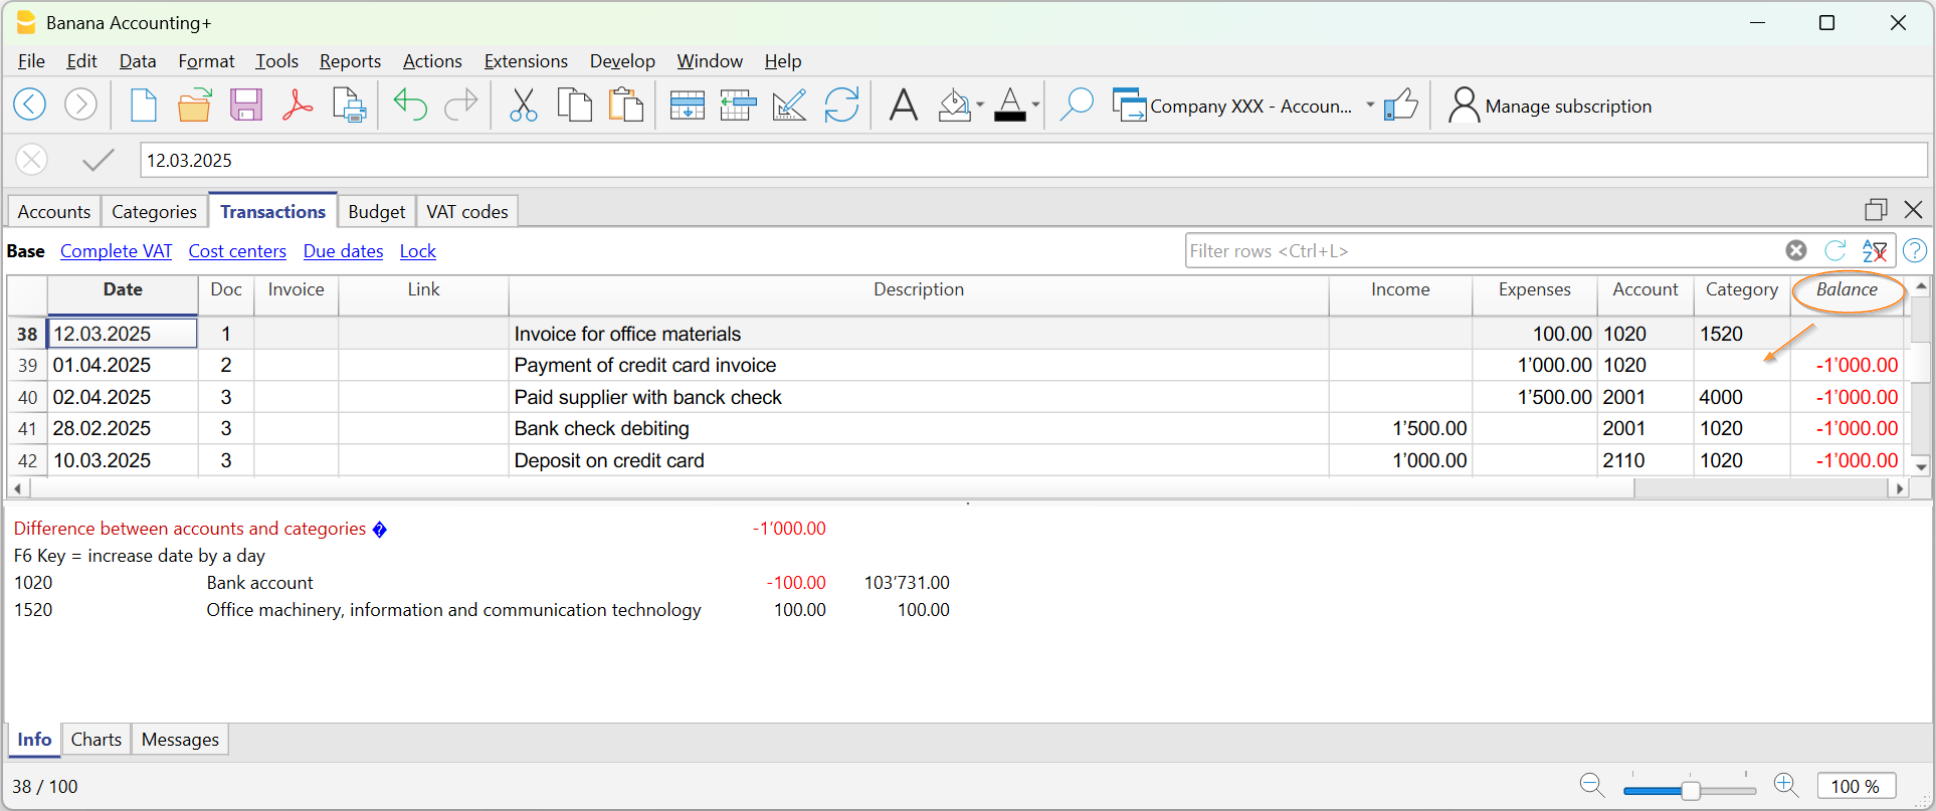 Banana Accounting+
File Edit Data Format Tools Reports Actions Extensions Develop Window Help
Company XXX - Accoun... Manage subscription
12.03.2025
Accounts Categories Transactions Budget VAT codes
Base Complete VAT Cost centers Due dates Lock Filter rows <Ctrl+L>
Date Doc Invoice Link Description Income Expenses Account Category Balance
38 12.03.2025 1 Invoice for office materials 100.00 1020 1520
39 01.04.2025 2 Payment of credit card invoice 1’000.00 1020 -1’000.00
40 02.04.2025 3 Paid supplier with banck check 1’500.00 2001 4000 -1’000.00
41 28.02.2025 3 Bank check debiting 1’500.00 2001 1020 -1’000.00
42 10.03.2025 3 Deposit on credit card 1’000.00 2110 1020 -1’000.00
Difference between accounts and categories -1’000.00
F6 Key = increase date by a day
1020 Bank account -100.00 103’731.00
1520 Office machinery, information and communication technology 100.00 100.00
Info Charts Messages
38 / 100 100 %